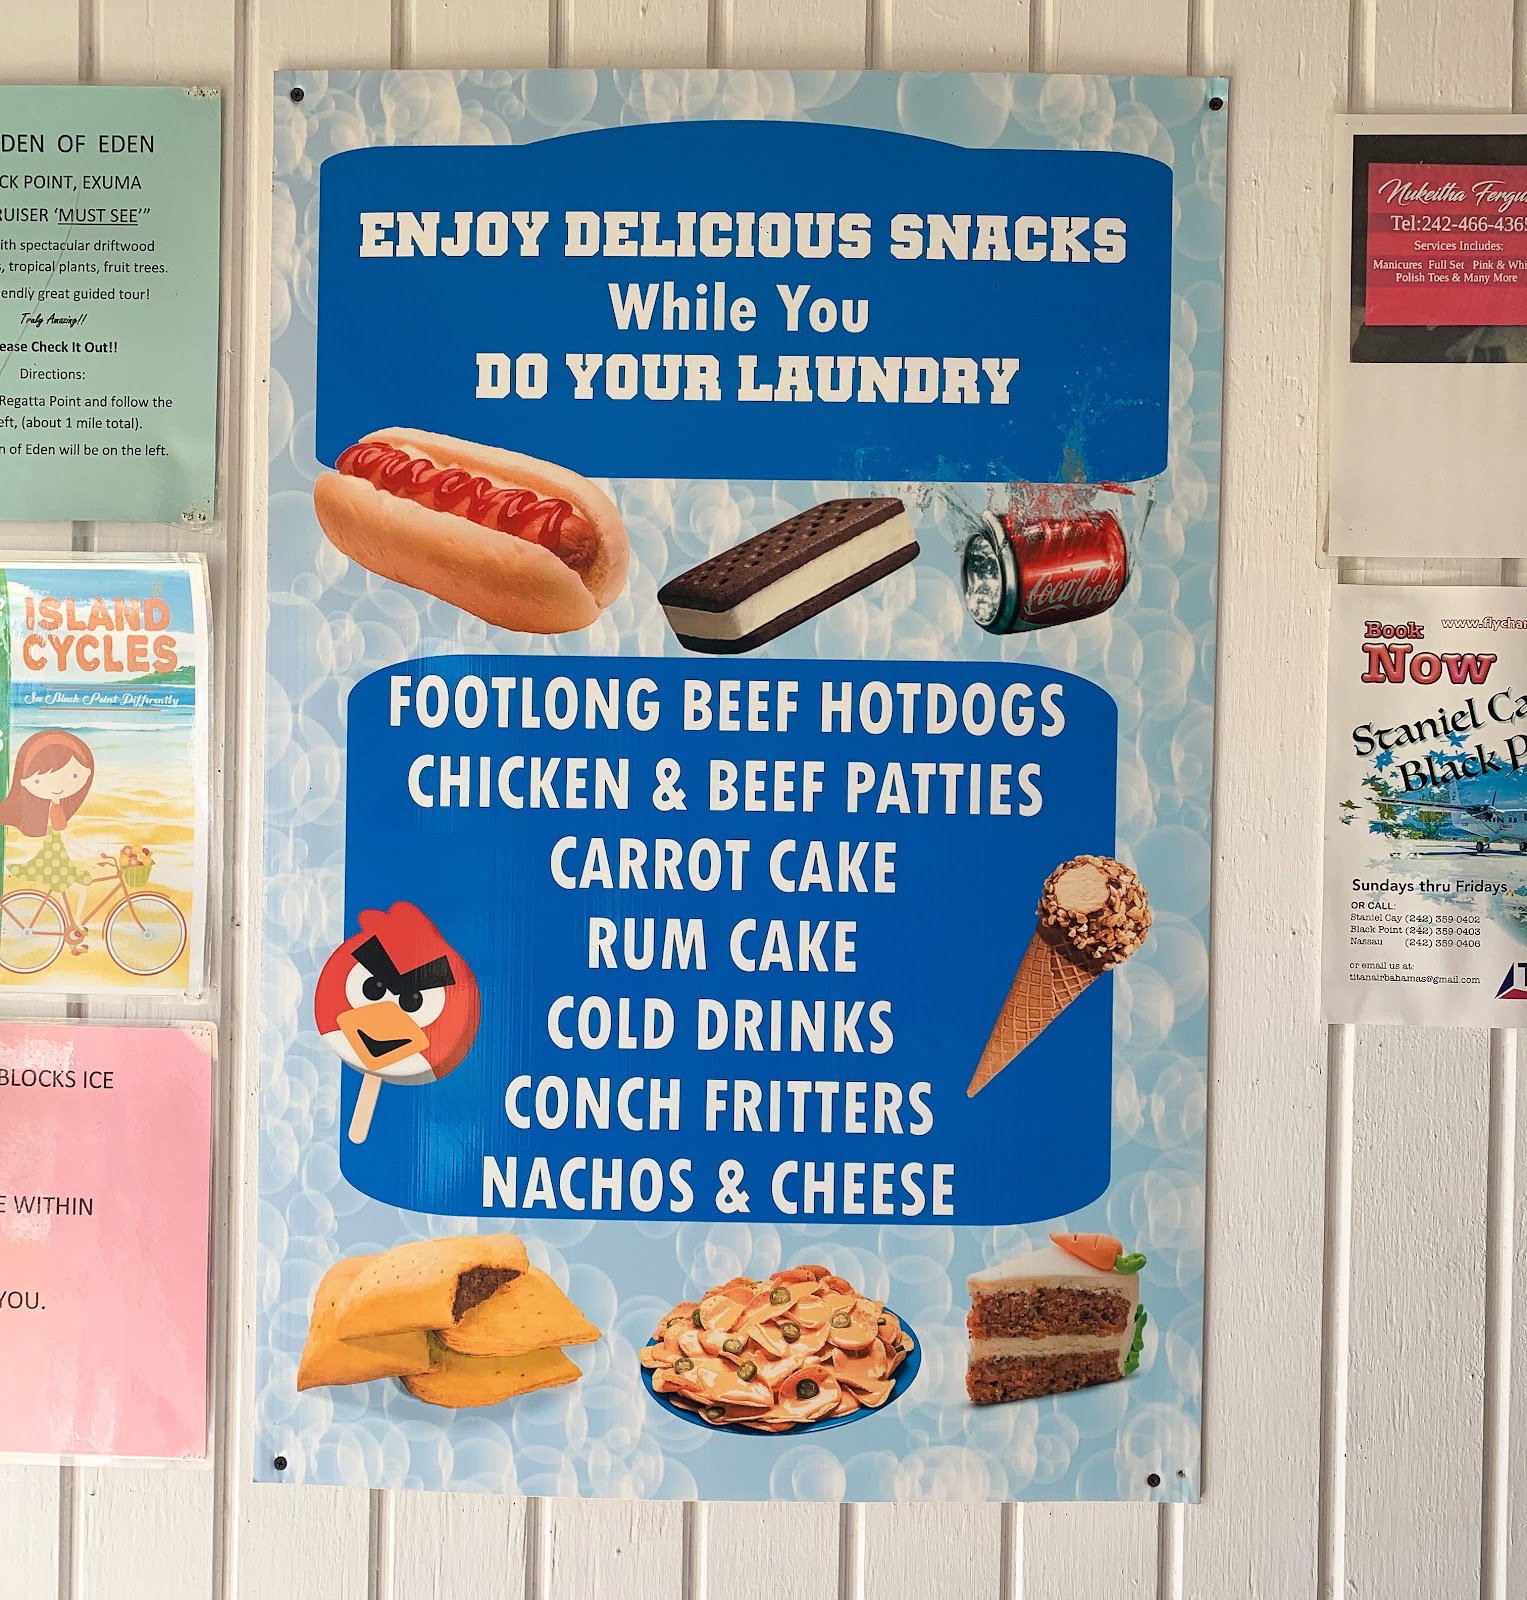 DEN OF EDEN
CK POINT, EXUMA
RUISER ‘MUST SEE’”
ith spectacular driftwood
s, tropical plants, fruit trees.
endly great guided tour!
Truly Amazing!!
ease Check It Out!!
Directions:
Regatta Point and follow the
eft, (about 1 mile total).
n of Eden will be on the left.
ISLAND
CYCLES
See Black Point Differently
BLOCKS ICE
E WITHIN
YOU.
ENJOY DELICIOUS SNACKS
While You
DO YOUR LAUNDRY
Coca-Cola
FOOTLONG BEEF HOTDOGS
CHICKEN & BEEF PATTIES
CARROT CAKE
RUM CAKE
COLD DRINKS
CONCH FRITTERS
NACHOS & CHEESE
Nukeitha Fergu
Tel:242-466-4365
Services Includes:
Manicures Full Set Pink & Whi
Polish Toes & Many More
Book www.flychar
Now
Staniel Ca
Black P
Sundays thru Fridays
OR CALL:
Staniel Cay (242) 359-0402
Black Point (242) 359-0403
Nassau (242) 359-0406
or email us at:
titanairbahamas@gmail.com